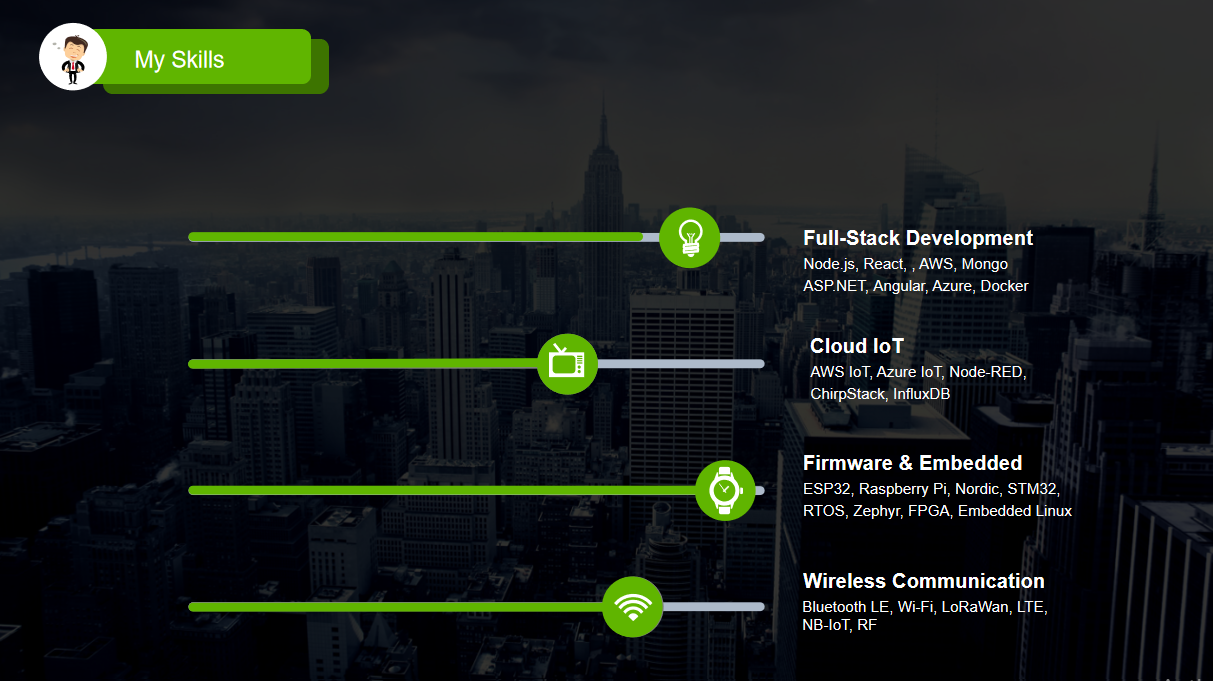 My Skills
Full-Stack Development
Node.js, React, , AWS, Mongo
ASP.NET, Angular, Azure, Docker
Cloud IoT
AWS IoT, Azure IoT, Node-RED,
ChirpStack, InfluxDB
Firmware & Embedded
ESP32, Raspberry Pi, Nordic, STM32,
RTOS, Zephyr, FPGA, Embedded Linux
Wireless Communication
Bluetooth LE, Wi-Fi, LoRaWan, LTE,
NB-IoT, RF